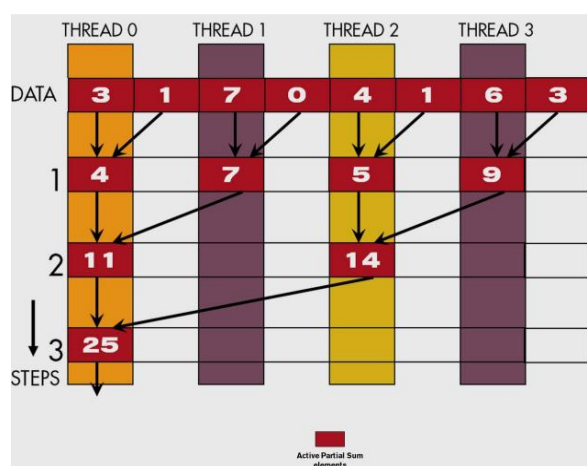 THREAD 0 THREAD 1 THREAD 2 THREAD 3
DATA 3 1 7 0 4 1 6 3
1 4 7 5 9
2 11 14
3 25
STEPS
Active Partial Sum
elements